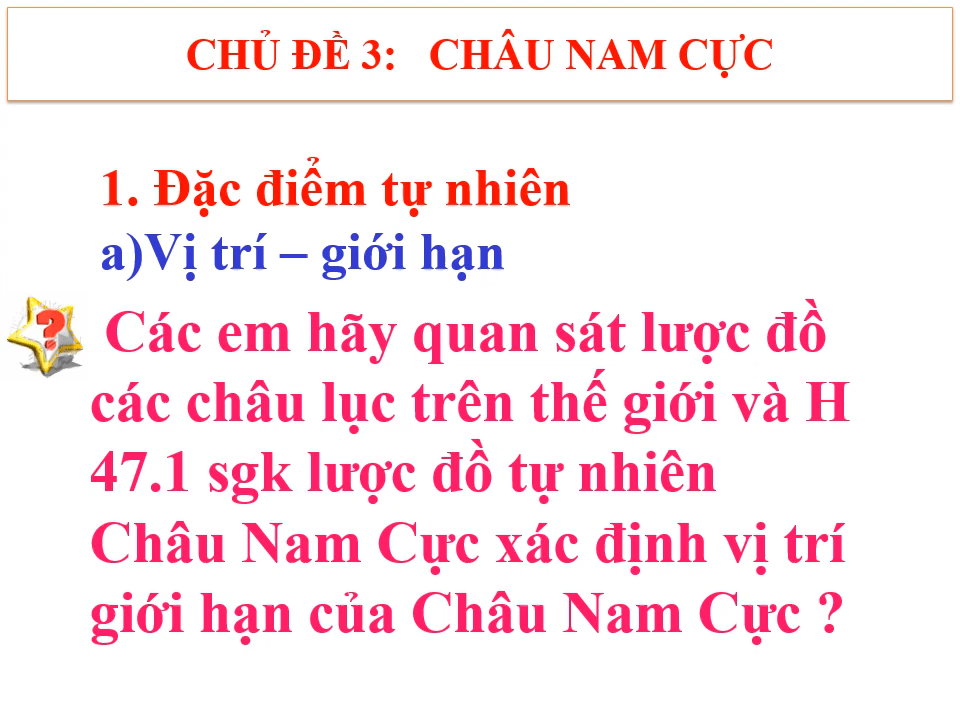 CHỦ ĐỀ 3: CHÂU NAM CỰC
1. Đặc điểm tự nhiên
a)Vị trí – giới hạn
?
Các em hãy quan sát lược đồ
các châu lục trên thế giới và H
47.1 sgk lược đồ tự nhiên
Châu Nam Cực xác định vị trí
giới hạn của Châu Nam Cực ?